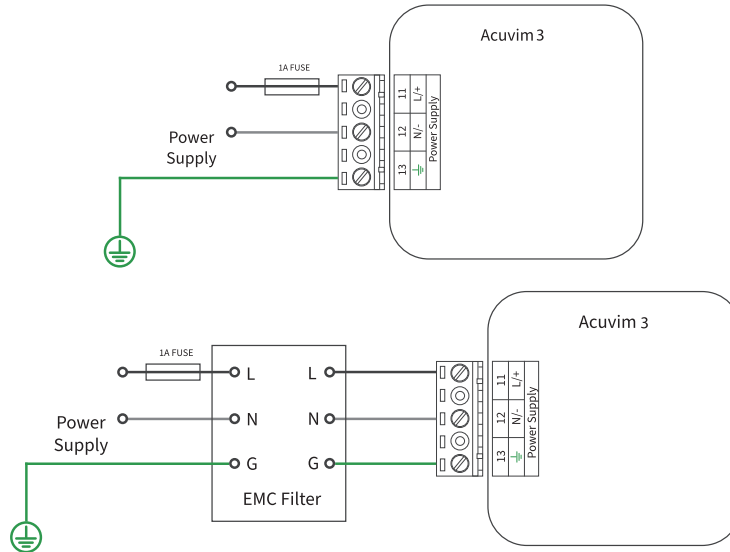 Acuvim 3
1A FUSE
11
L/+
12
N/-
13
Power Supply
Power
Supply
Acuvim 3
1A FUSE
L
L
11
L/+
N
N
12
N/-
G
G
13
Power Supply
Power
Supply
EMC Filter